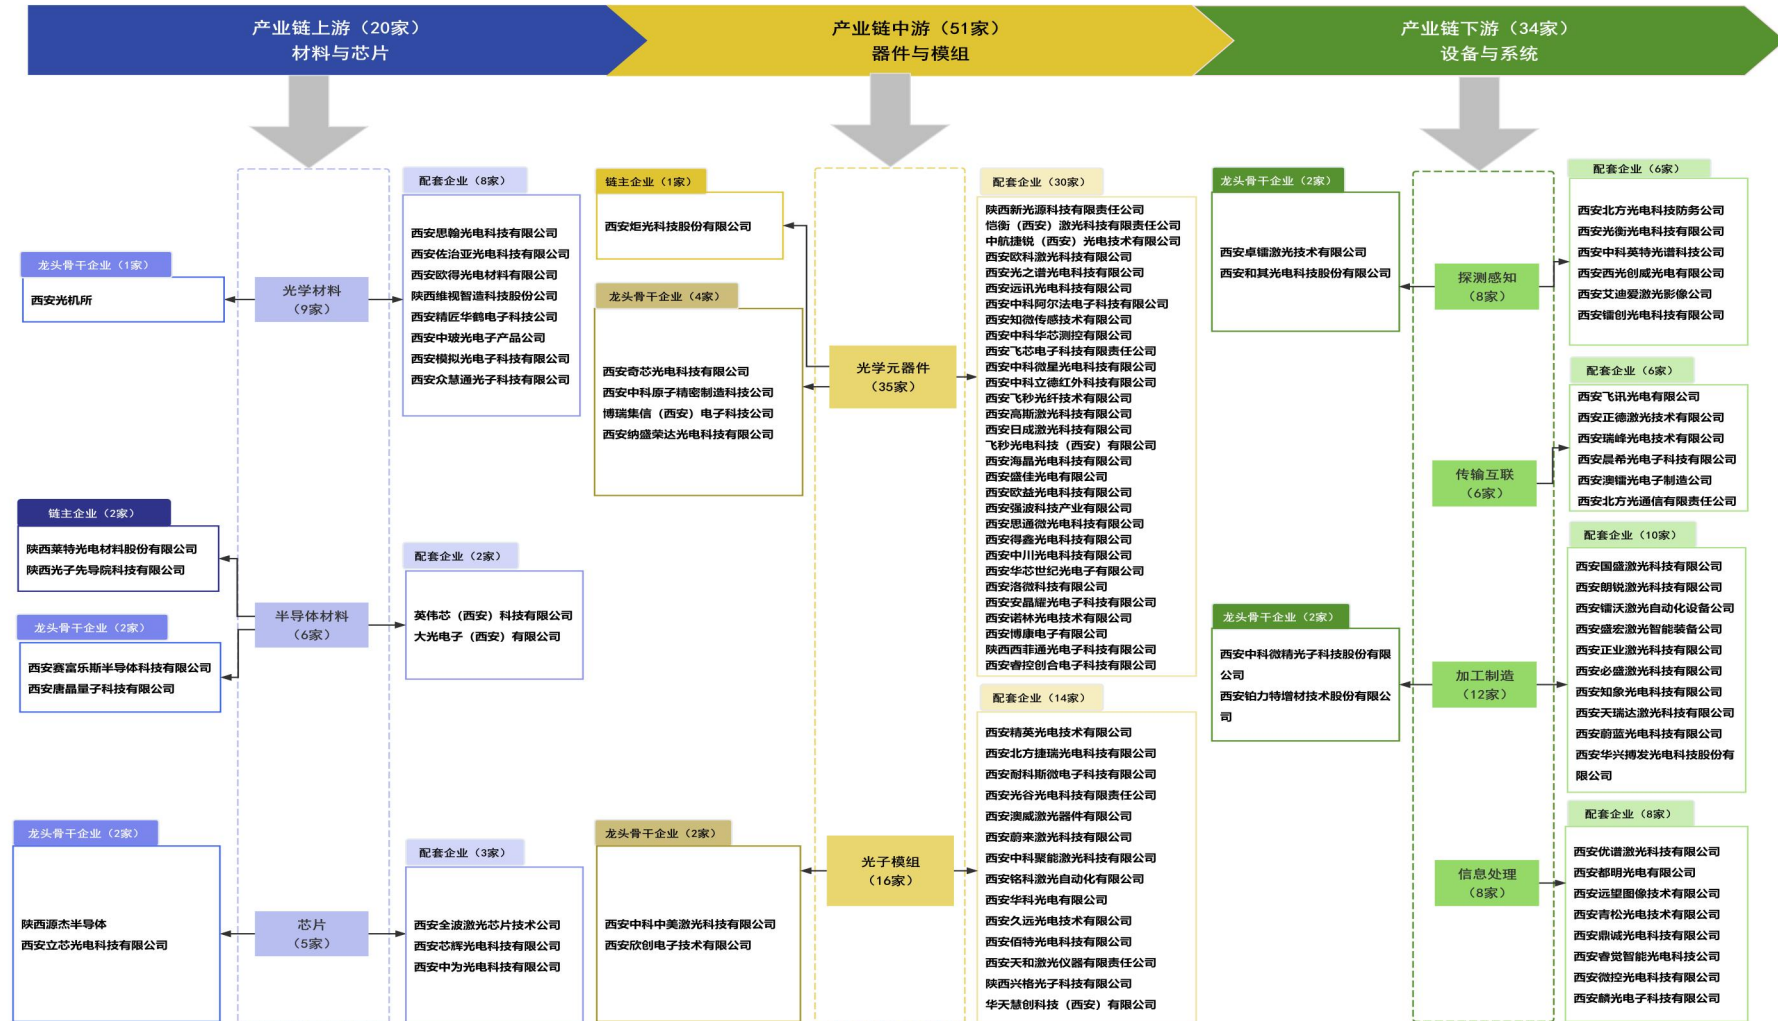 产业链上游（20家）
材料与芯片
产业链中游（51家）
器件与模组
产业链下游（34家）
设备与系统
龙头骨干企业（1家）
西安光机所
光学材料
（9家）
配套企业（8家）
西安思翰光电科技有限公司
西安佐治亚光电科技有限公司
西安欧得光电材料有限公司
陕西维视智造科技股份公司
西安精匠华鹤电子科技公司
西安中玻光电子产品公司
西安模拟光电子科技有限公司
西安众慧通光子科技有限公司
链主企业（2家）
陕西莱特光电材料股份有限公司
陕西光子先导院科技有限公司
龙头骨干企业（2家）
西安赛富乐斯半导体科技有限公司
西安唐晶量子科技有限公司
半导体材料
（6家）
配套企业（2家）
英伟芯（西安）科技有限公司
大光电子（西安）有限公司
龙头骨干企业（2家）
陕西源杰半导体
西安立芯光电科技有限公司
芯片
（5家）
配套企业（3家）
西安全波激光芯片技术公司
西安芯辉光电科技有限公司
西安中为光电科技有限公司
链主企业（1家）
西安炬光科技股份有限公司
龙头骨干企业（4家）
西安奇芯光电科技有限公司
西安中科原子精密制造科技公司
博瑞集信（西安）电子科技公司
西安纳盛荣达光电科技有限公司
光学元器件
（35家）
配套企业（30家）
陕西新光源科技有限责任公司
恺衡（西安）激光科技有限责任公司
中航捷锐（西安）光电技术有限公司
西安欧科激光科技有限公司
西安光之谱光电科技有限公司
西安远讯光电科技有限公司
西安中科阿尔法电子科技有限公司
西安知微传感技术有限公司
西安中科华芯测控有限公司
西安飞芯电子科技有限责任公司
西安中科微星光电科技有限公司
西安中科立德红外科技有限公司
西安飞秒光纤技术有限公司
西安高斯激光科技有限公司
西安日成激光科技有限公司
飞秒光电科技（西安）有限公司
西安海晶光电科技有限公司
西安盛佳光电有限公司
西安欧益光电科技有限公司
西安强波科技产业有限公司
西安思通微光电科技有限公司
西安得鑫光电科技有限公司
西安中川光电科技有限公司
西安华芯世纪光电子有限公司
西安洛微科技有限公司
西安安晶耀光电子科技有限公司
西安诺林光电技术有限公司
西安博康电子有限公司
陕西西菲通光电子科技有限公司
西安睿控创合电子科技有限公司
龙头骨干企业（2家）
西安中科中美激光科技有限公司
西安欣创电子技术有限公司
光子模组
（16家）
配套企业（14家）
西安精英光电技术有限公司
西安北方捷瑞光电科技有限公司
西安耐科斯微电子科技有限公司
西安光谷光电科技有限责任公司
西安澳威激光器件有限公司
西安蔚来激光科技有限公司
西安中科聚能激光科技有限公司
西安铭科激光自动化有限公司
西安华科光电有限公司
西安久远光电技术有限公司
西安佰特光电科技有限公司
西安天和激光仪器有限责任公司
陕西兴格光子科技有限公司
华天慧创科技（西安）有限公司
龙头骨干企业（2家）
西安卓镭激光技术有限公司
西安和其光电科技股份有限公司
探测感知
（8家）
配套企业（6家）
西安北方光电科技防务公司
西安光衡光电科技有限公司
西安中科英特光谱科技公司
西安西光创威光电有限公司
西安艾迪爱激光影像公司
西安镭创光电科技有限公司
传输互联
（6家）
配套企业（6家）
西安飞讯光电有限公司
西安正德激光技术有限公司
西安瑞峰光电技术有限公司
西安晨希光电子科技有限公司
西安澳镭光电子制造公司
西安北方光通信有限责任公司
龙头骨干企业（2家）
西安中科微精光子科技股份有限
公司
西安铂力特增材技术股份有限公
司
加工制造
（12家）
配套企业（10家）
西安国盛激光科技有限公司
西安朗锐激光科技有限公司
西安镭沃激光自动化设备公司
西安盛宏激光智能装备公司
西安正业激光科技有限公司
西安必盛激光科技有限公司
西安知象光电科技有限公司
西安天瑞达激光科技有限公司
西安蔚蓝光电科技有限公司
西安华兴搏发光电科技股份有
限公司
信息处理
（8家）
配套企业（8家）
西安优谱激光科技有限公司
西安都明光电有限公司
西安远望图像技术有限公司
西安青松光电技术有限公司
西安鼎诚光电科技有限公司
西安睿觉智能光电科技公司
西安微控光电科技有限公司
西安麟光电子科技有限公司